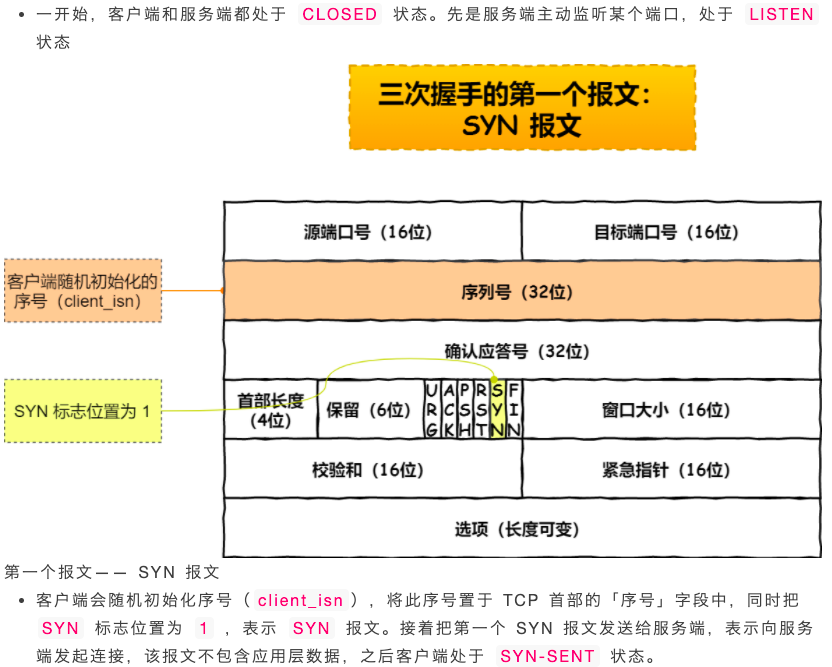 一开始，客户端和服务端都处于 CLOSED 状态。先是服务端主动监听某个端口，处于 LISTEN
状态
三次握手的第一个报文：
SYN 报文
源端口号（16位）
目标端口号（16位）
客户端随机初始化的
序号（client_isn）
序列号（32位）
确认应答号（32位）
SYN 标志位置为 1
首部长度
（4位）
保留（6位）
URG
ACK
PSH
RST
SYN
FIN
窗口大小（16位）
校验和（16位）
紧急指针（16位）
选项（长度可变）
第一个报文—— SYN 报文
客户端会随机初始化序号（client_isn），将此序号置于 TCP 首部的「序号」字段中，同时把
SYN 标志位置为 1 ，表示 SYN 报文。接着把第一个 SYN 报文发送给服务端，表示向服务
端发起连接，该报文不包含应用层数据，之后客户端处于 SYN-SENT 状态。